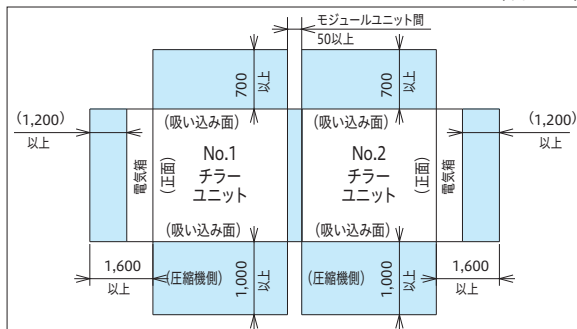 モジュールユニット間
50以上
700
以上
700
以上
(1,200)
以上
(1,200)
以上
(吸い込み面)
(吸い込み面)
電気箱
(正面)
No.1
チラー
ユニット
No.2
チラー
ユニット
(正面)
電気箱
(吸い込み面)
(吸い込み面)
1,600
以上
(圧縮機側)
1,000
以上
(圧縮機側)
1,000
以上
1,600
以上